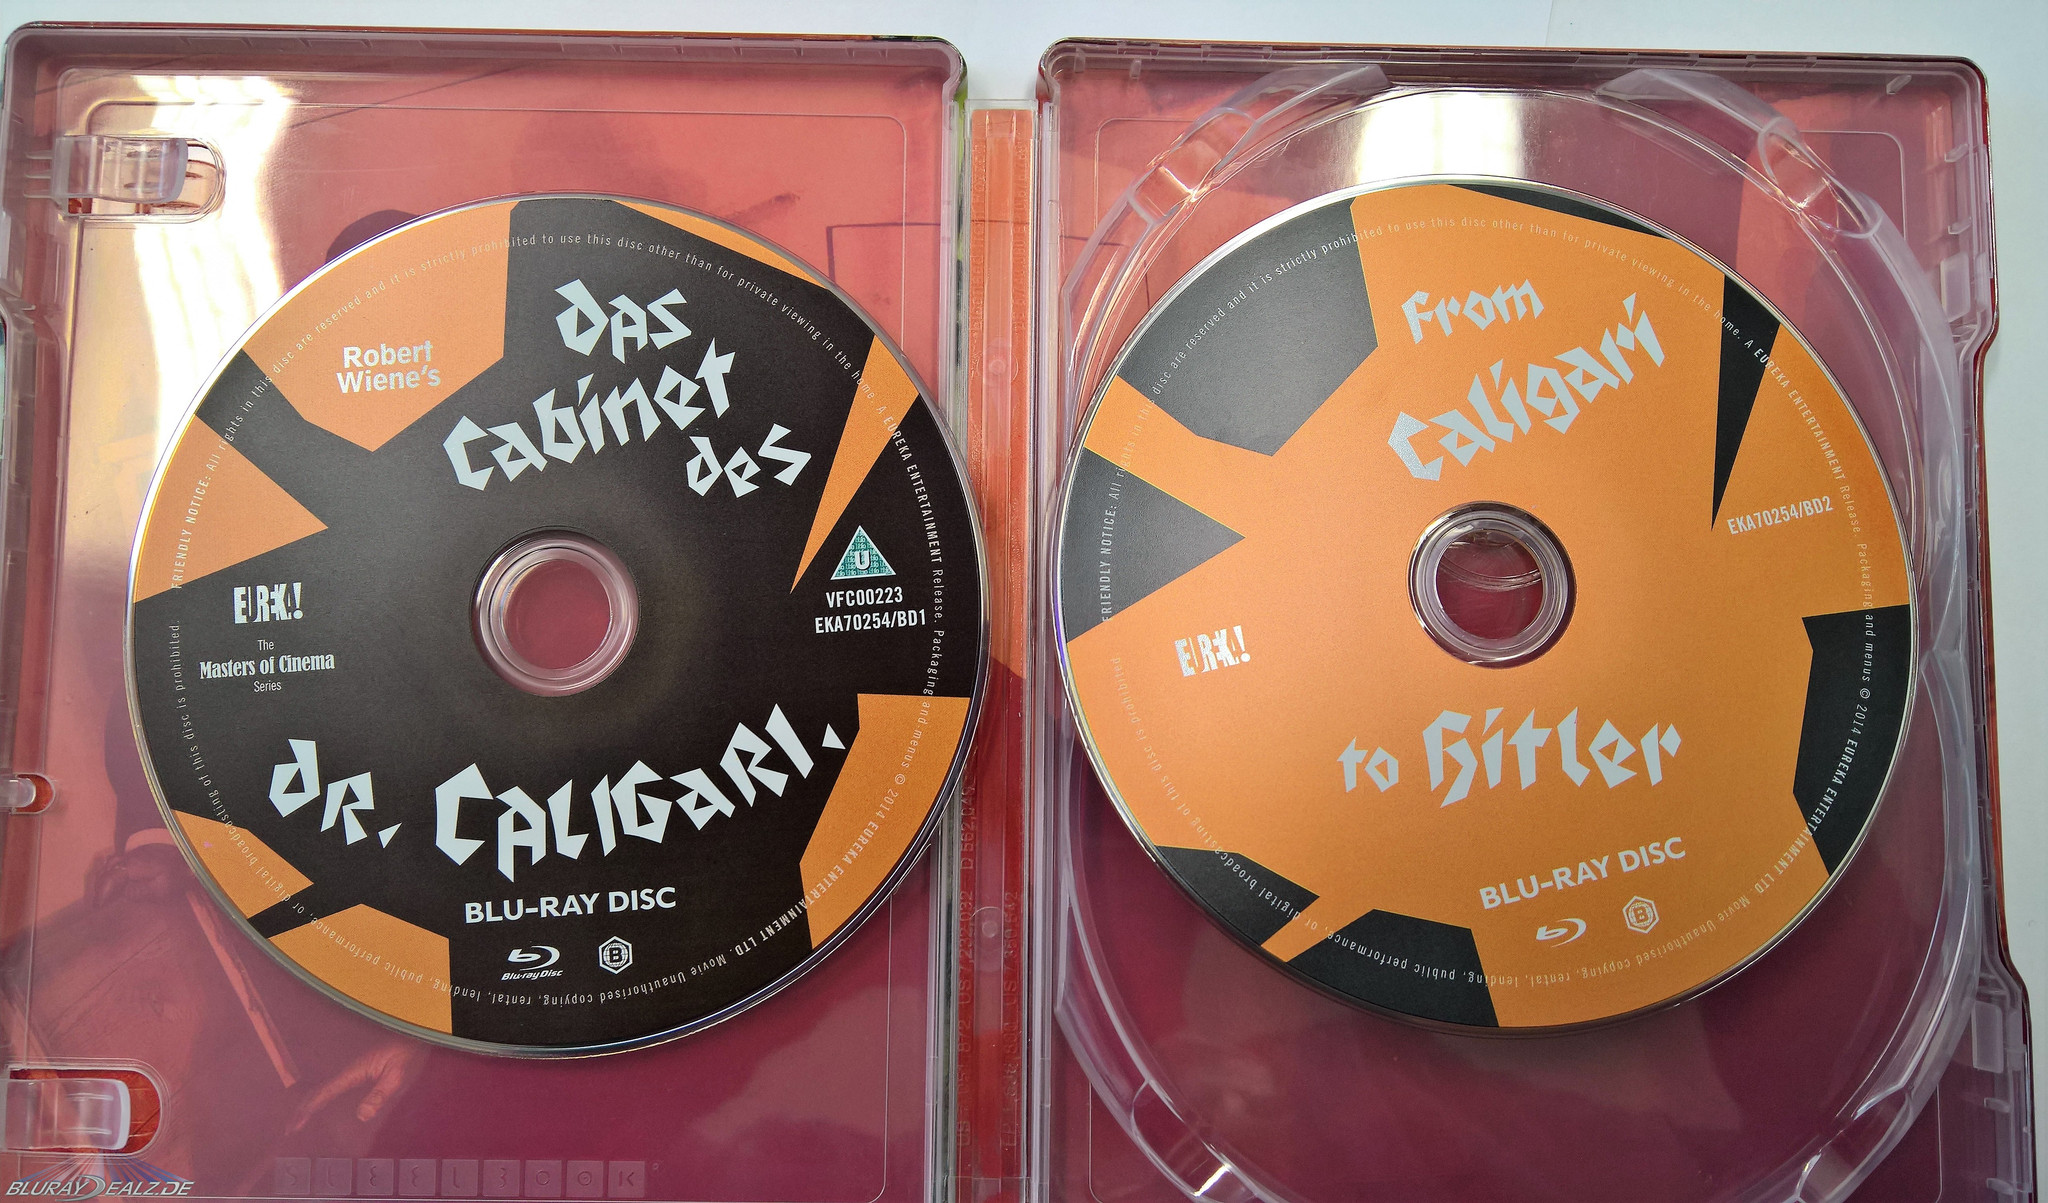 Robert
Wiene's
das
Cabinet
des
dR. CALIGaRI.
EUREKA!
The
Masters of Cinema
Series
U
VFC00223
EKA70254/BD1
BLU-RAY DISC
Blu-ray Disc
B
FRIENDLY NOTICE: All rights in this disc are reserved and it is strictly prohibited to use this disc other than for private viewing in the home. A EUREKA ENTERTAINMENT Release. Packaging and menus © 2014 EUREKA ENTERTAINMENT LTD. Movie Unauthorised copying, rental, lending, public performance, or digital broadcasting of this disc is prohibited.
from
Caligari
to Hitler
EKA70254/BD2
EUREKA!
BLU-RAY DISC
B
FRIENDLY NOTICE: All rights in this disc are reserved and it is strictly prohibited to use this disc other than for private viewing in the home. A EUREKA ENTERTAINMENT Release. Packaging and menus © 2014 EUREKA ENTERTAINMENT LTD. Movie Unauthorised copying, rental, lending, public performance, or digital broadcasting of this disc is prohibited
STEELBOOK
BLURAYDEALZ.DE